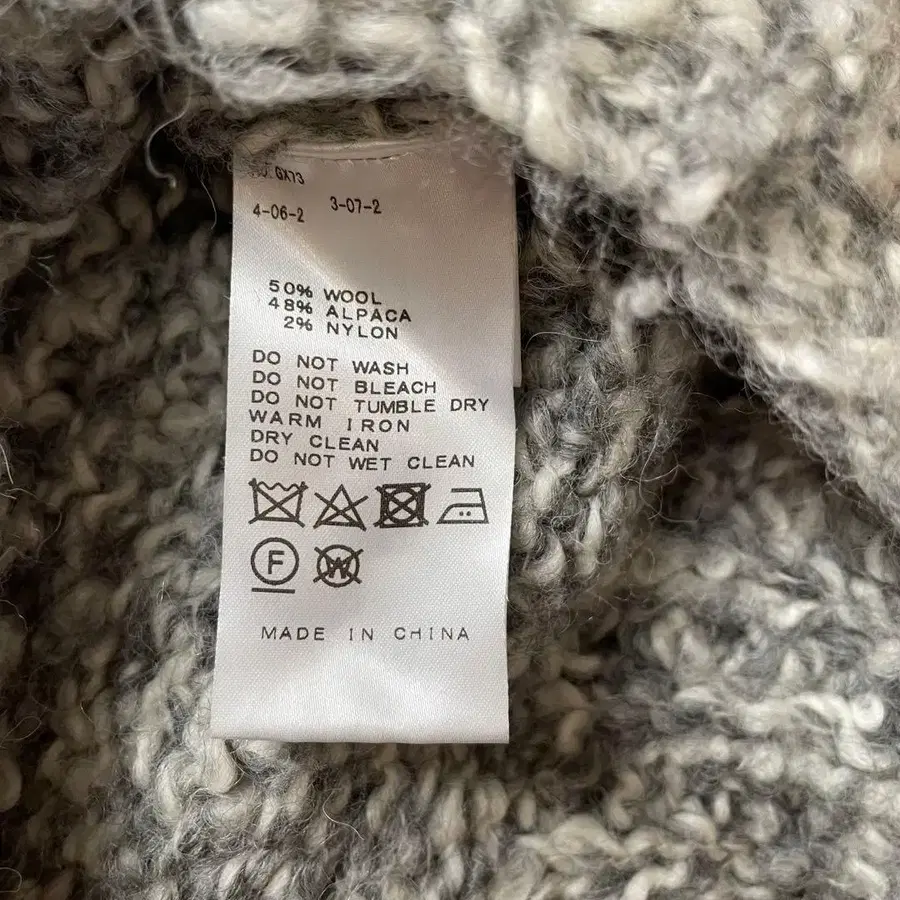 GX73
4-06-2 3-07-2
50% WOOL
48% ALPACA
2% NYLON
DO NOT WASH
DO NOT BLEACH
DO NOT TUMBLE DRY
WARM IRON
DRY CLEAN
DO NOT WET CLEAN
F W
MADE IN CHINA